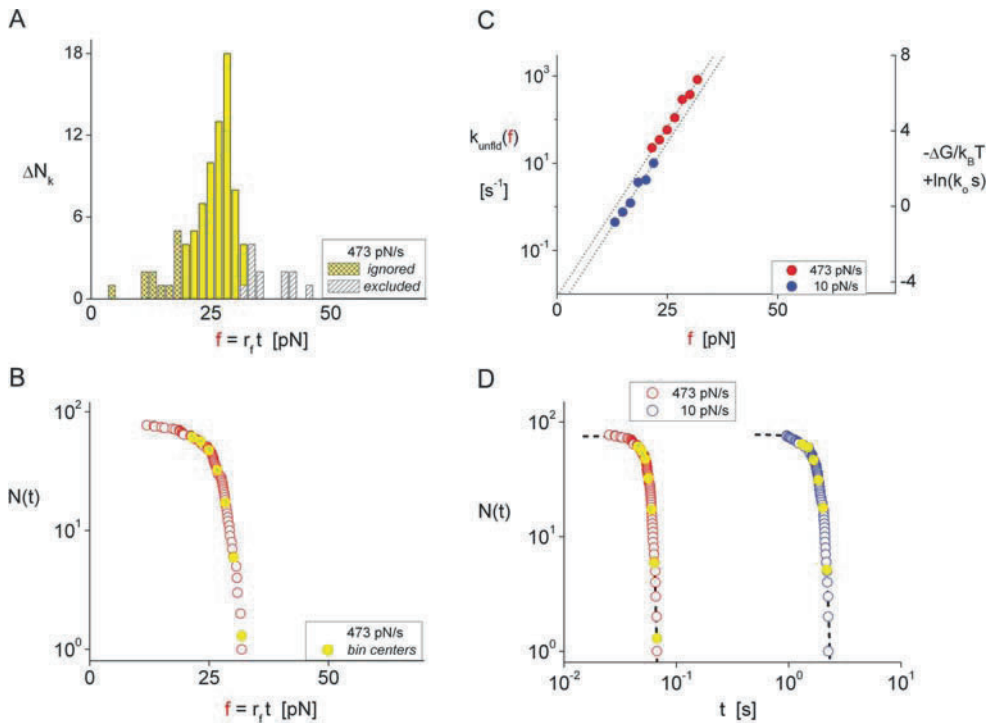 A
18
12
6
0
ΔN_k
473 pN/s
ignored
excluded
0
25
50
f = r_f t [pN]
B
10^2
10^1
10^0
N(t)
473 pN/s
bin centers
0
25
50
f = r_f t [pN]
C
10^3
10^1
10^-1
k_unfld(f)
[s^-1]
8
4
0
-4
-ΔG/k_BT
+ln(k_o s)
473 pN/s
10 pN/s
0
25
50
f [pN]
D
473 pN/s
10 pN/s
10^2
10^1
10^0
N(t)
10^-2
10^-1
10^0
10^1
t [s]